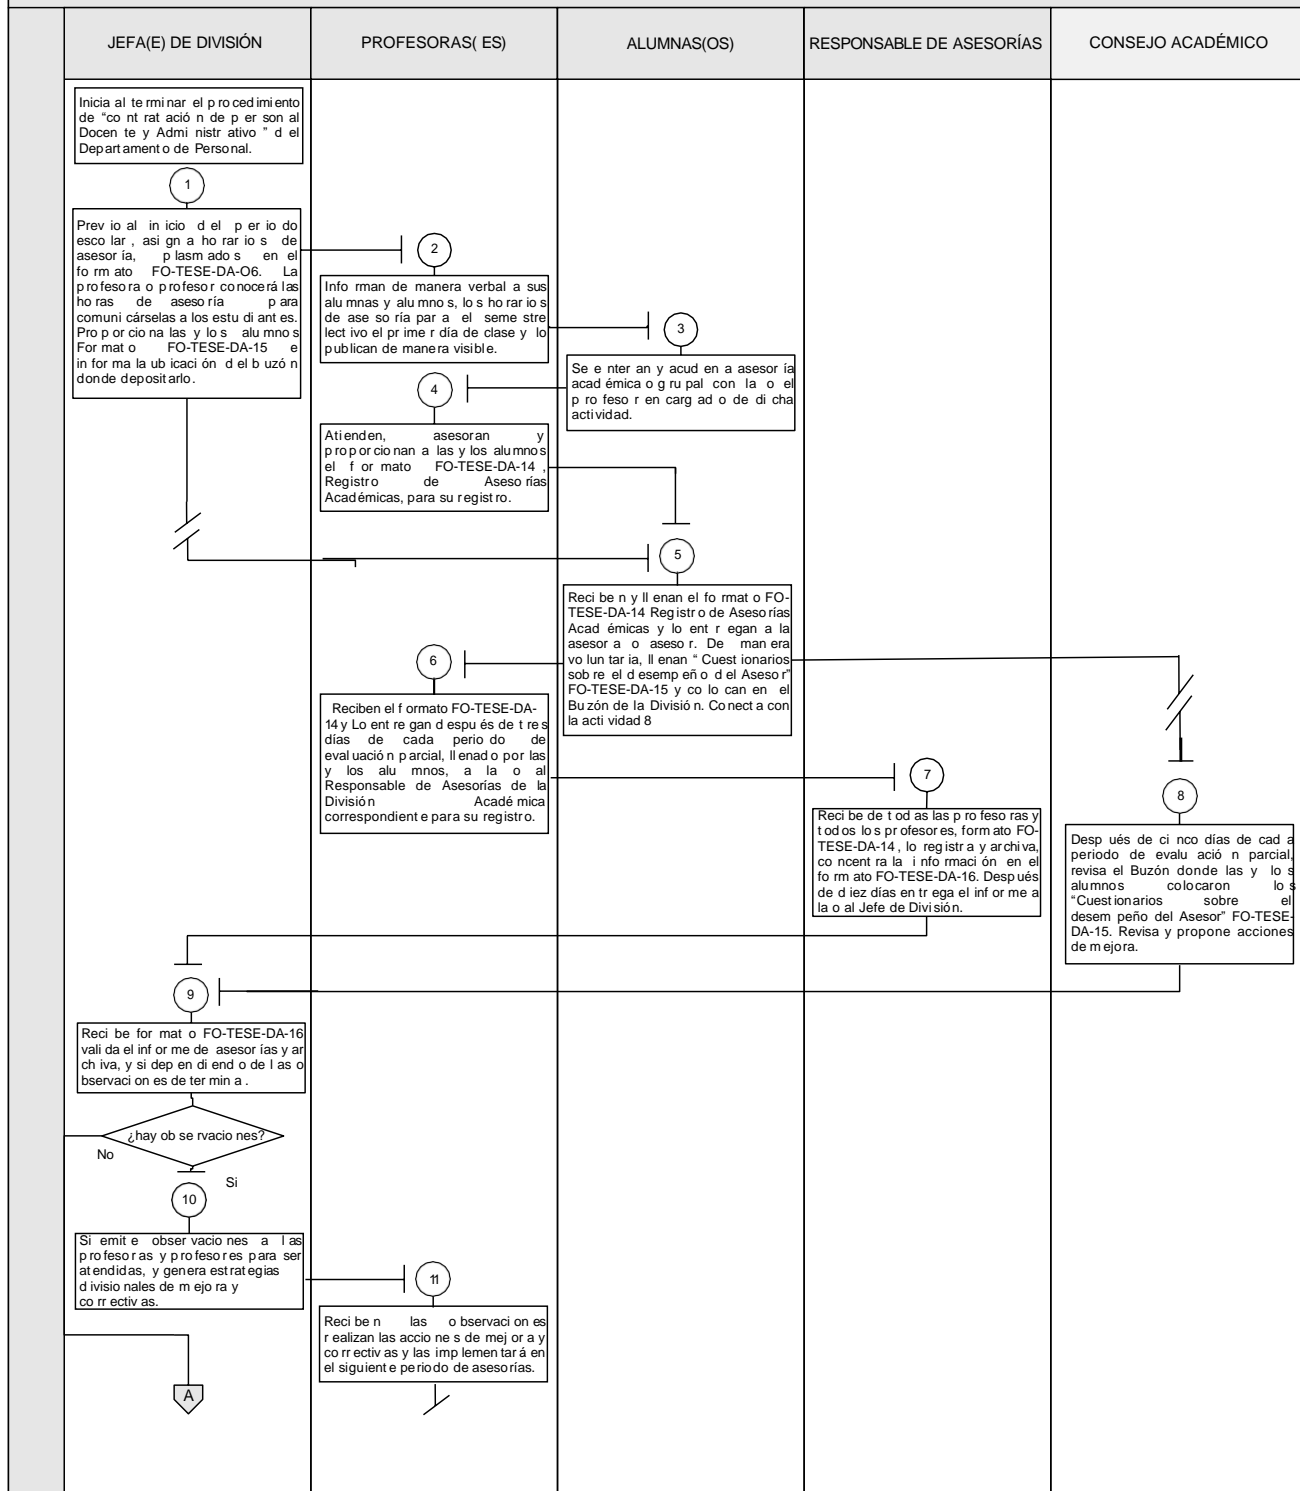 JEFA(E) DE DIVISIÓN
PROFESORAS( ES)
ALUMNAS(OS)
RESPONSABLE DE ASESORÍAS
CONSEJO ACADÉMICO
Inicia al terminar el procedimiento
de “contratación de personal
Docente y Administrativo” del
Departamento de Personal.
1
Previo al inicio del periodo
escolar, asigna horarios de
asesoría, plasmados en el
formato FO-TESE-DA-O6. La
profesora o profesor conocerá las
horas de asesoría para
comunicárselas a los estudiantes.
Proporciona las y los alumnos
Formato FO-TESE-DA-15 e
informa la ubicación del buzón
donde depositarlo.
2
Informan de manera verbal a sus
alumnas y alumnos, los horarios
de asesoría para el semestre
lectivo el primer día de clase y lo
publican de manera visible.
3
Se enteran y acuden a asesoría
académica o grupal con la o el
profesor encargado de dicha
actividad.
4
Atienden, asesoran y
proporcionan a las y los alumnos
el formato FO-TESE-DA-14,
Registro de Asesorías
Académicas, para su registro.
5
Reciben y llenan el formato FO-
TESE-DA-14 Registro de Asesorías
Académicas y lo entregan a la
asesora o asesor. De manera
voluntaria, llenan “Cuestionarios
sobre el desempeño del Asesor”
FO-TESE-DA-15 y colocan en el
Buzón de la División. Conecta con
la actividad 8
6
Reciben el formato FO-TESE-DA-
14 y Lo entregan después de tres
días de cada periodo de
evaluación parcial, llenado por las
y los alumnos, a la o al
Responsable de Asesorías de la
División Académica
correspondiente para su registro.
7
Recibe de todas las profesoras y
todos los profesores, formato FO-
TESE-DA-14, lo registra y archiva,
concentra la información en el
formato FO-TESE-DA-16. Después
de diez días entrega el informe a
la o al Jefe de División.
8
Después de cinco días de cada
periodo de evaluación parcial,
revisa el Buzón donde las y los
alumnos colocaron los
“Cuestionarios sobre el
desempeño del Asesor” FO-TESE-
DA-15. Revisa y propone acciones
de mejora.
9
Recibe formato FO-TESE-DA-16
valida el informe de asesorías y ar
chiva, y si dependiendo de las o
bservaciones determina.
¿hay observaciones?
No
Si
10
Si emite observaciones a las
profesoras y profesores para ser
atendidas, y genera estrategias
divisionales de mejora y
correctivas.
11
Reciben las observaciones
realizan las acciones de mejora y
correctivas y las implementará en
el siguiente periodo de asesorías.
A